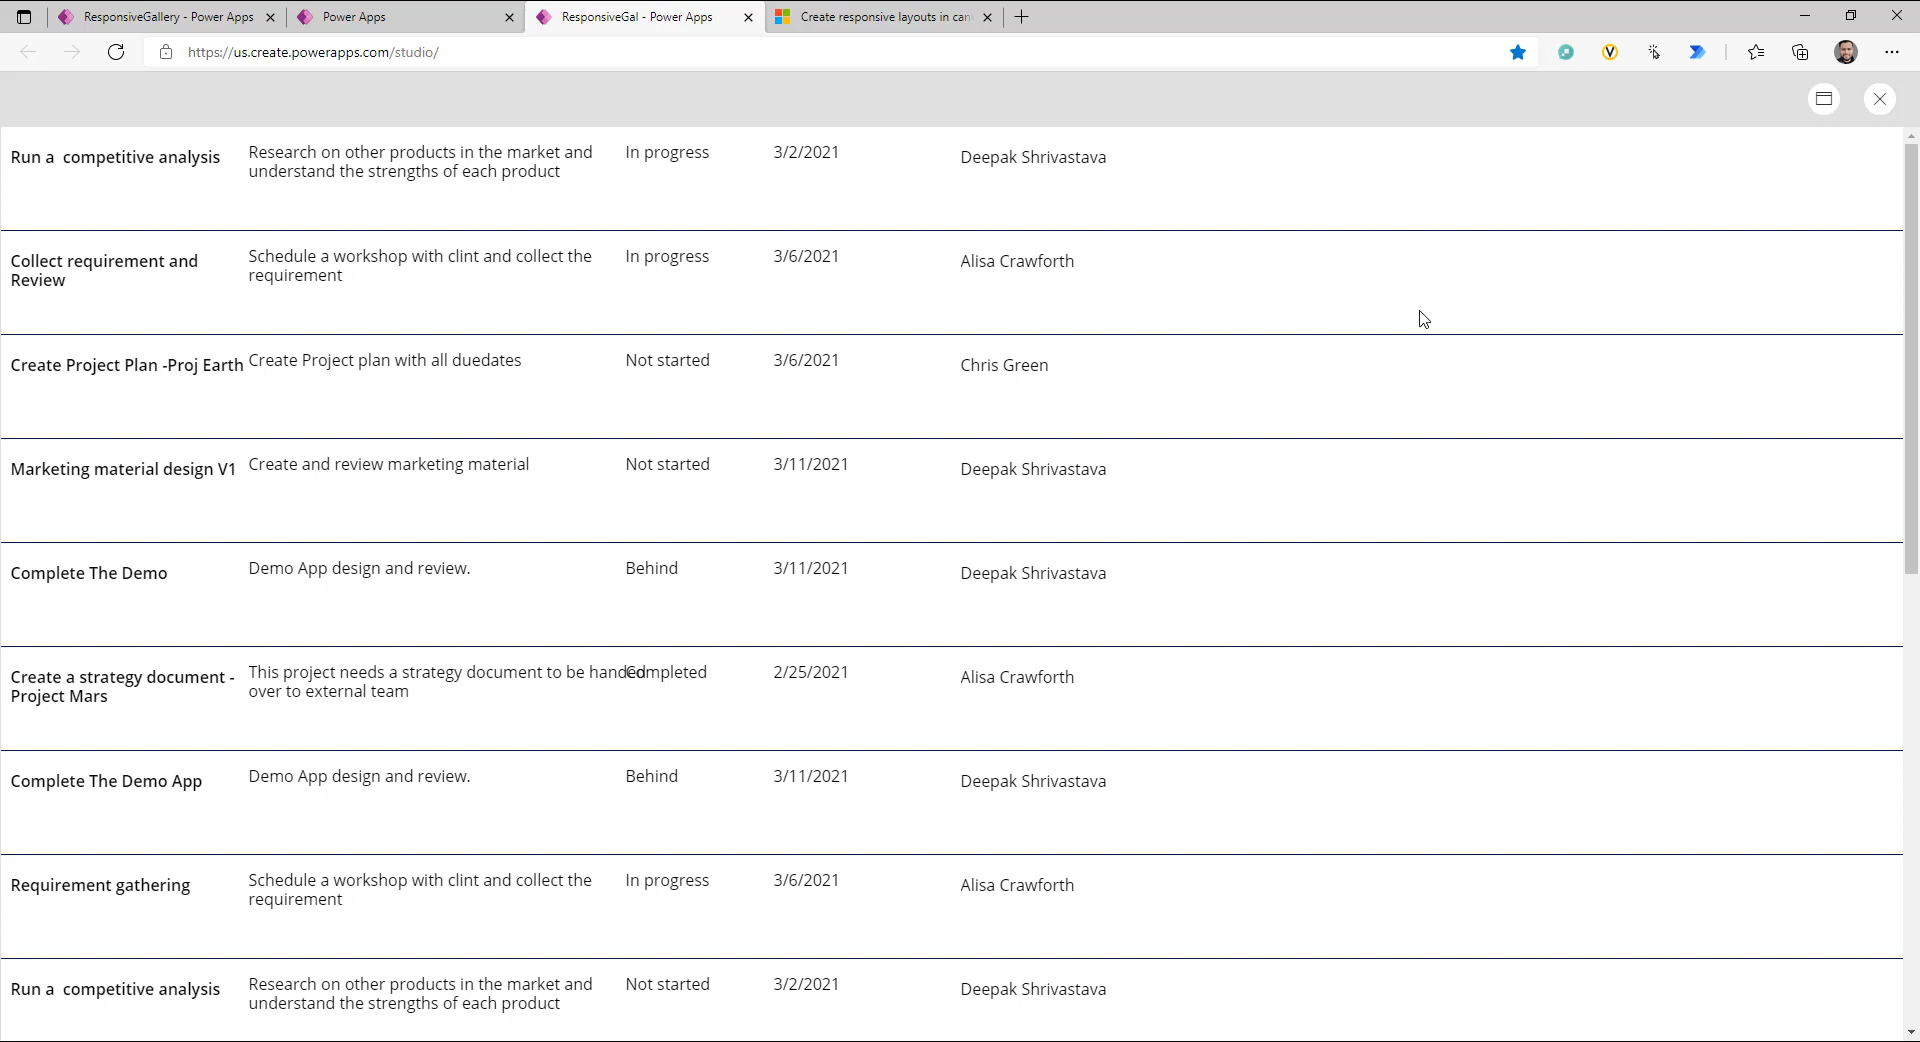 ResponsiveGallery - Power Apps
Power Apps
ResponsiveGal - Power Apps
Create responsive layouts in can
https://us.create.powerapps.com/studio/
Run a  competitive analysis
Research on other products in the market and
understand the strengths of each product
In progress
3/2/2021
Deepak Shrivastava
Collect requirement and
Review
Schedule a workshop with clint and collect the
requirement
In progress
3/6/2021
Alisa Crawforth
Create Project Plan -Proj Earth
Create Project plan with all duedates
Not started
3/6/2021
Chris Green
Marketing material design V1
Create and review marketing material
Not started
3/11/2021
Deepak Shrivastava
Complete The Demo
Demo App design and review.
Behind
3/11/2021
Deepak Shrivastava
Create a strategy document -
Project Mars
This project needs a strategy document to be handed
over to external team
Completed
2/25/2021
Alisa Crawforth
Complete The Demo App
Demo App design and review.
Behind
3/11/2021
Deepak Shrivastava
Requirement gathering
Schedule a workshop with clint and collect the
requirement
In progress
3/6/2021
Alisa Crawforth
Run a  competitive analysis
Research on other products in the market and
understand the strengths of each product
Not started
3/2/2021
Deepak Shrivastava